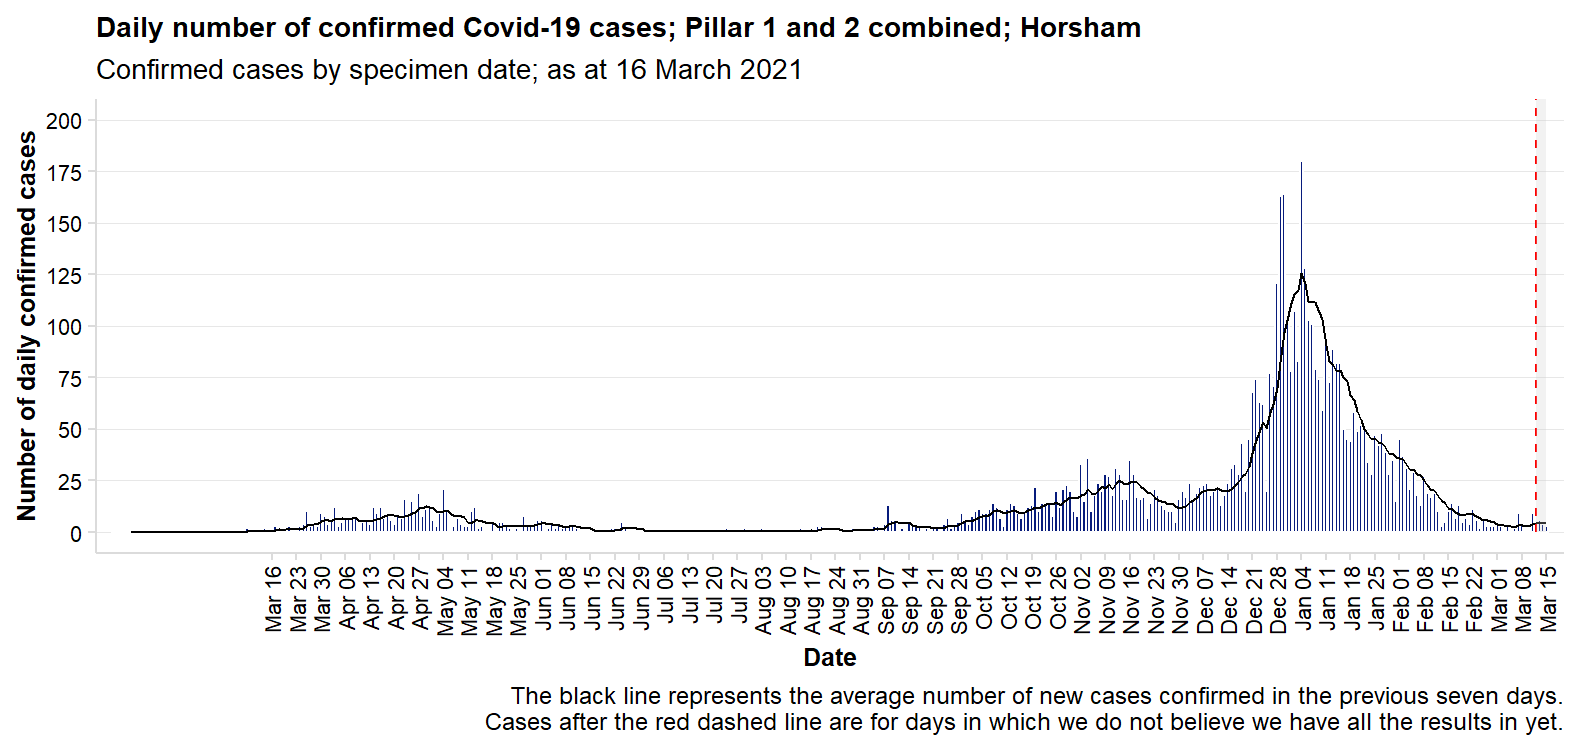 Daily number of confirmed Covid-19 cases; Pillar 1 and 2 combined; Horsham
Confirmed cases by specimen date; as at 16 March 2021
Number of daily confirmed cases
200
175
150
125
100
75
50
25
0
Mar 16
Mar 23
Mar 30
Apr 06
Apr 13
Apr 20
Apr 27
May 04
May 11
May 18
May 25
Jun 01
Jun 08
Jun 15
Jun 22
Jun 29
Jul 06
Jul 13
Jul 20
Jul 27
Aug 03
Aug 10
Aug 17
Aug 24
Aug 31
Sep 07
Sep 14
Sep 21
Sep 28
Oct 05
Oct 12
Oct 19
Oct 26
Nov 02
Nov 09
Nov 16
Nov 23
Nov 30
Dec 07
Dec 14
Dec 21
Dec 28
Jan 04
Jan 11
Jan 18
Jan 25
Feb 01
Feb 08
Feb 15
Feb 22
Mar 01
Mar 08
Mar 15
Date
The black line represents the average number of new cases confirmed in the previous seven days.
Cases after the red dashed line are for days in which we do not believe we have all the results in yet.